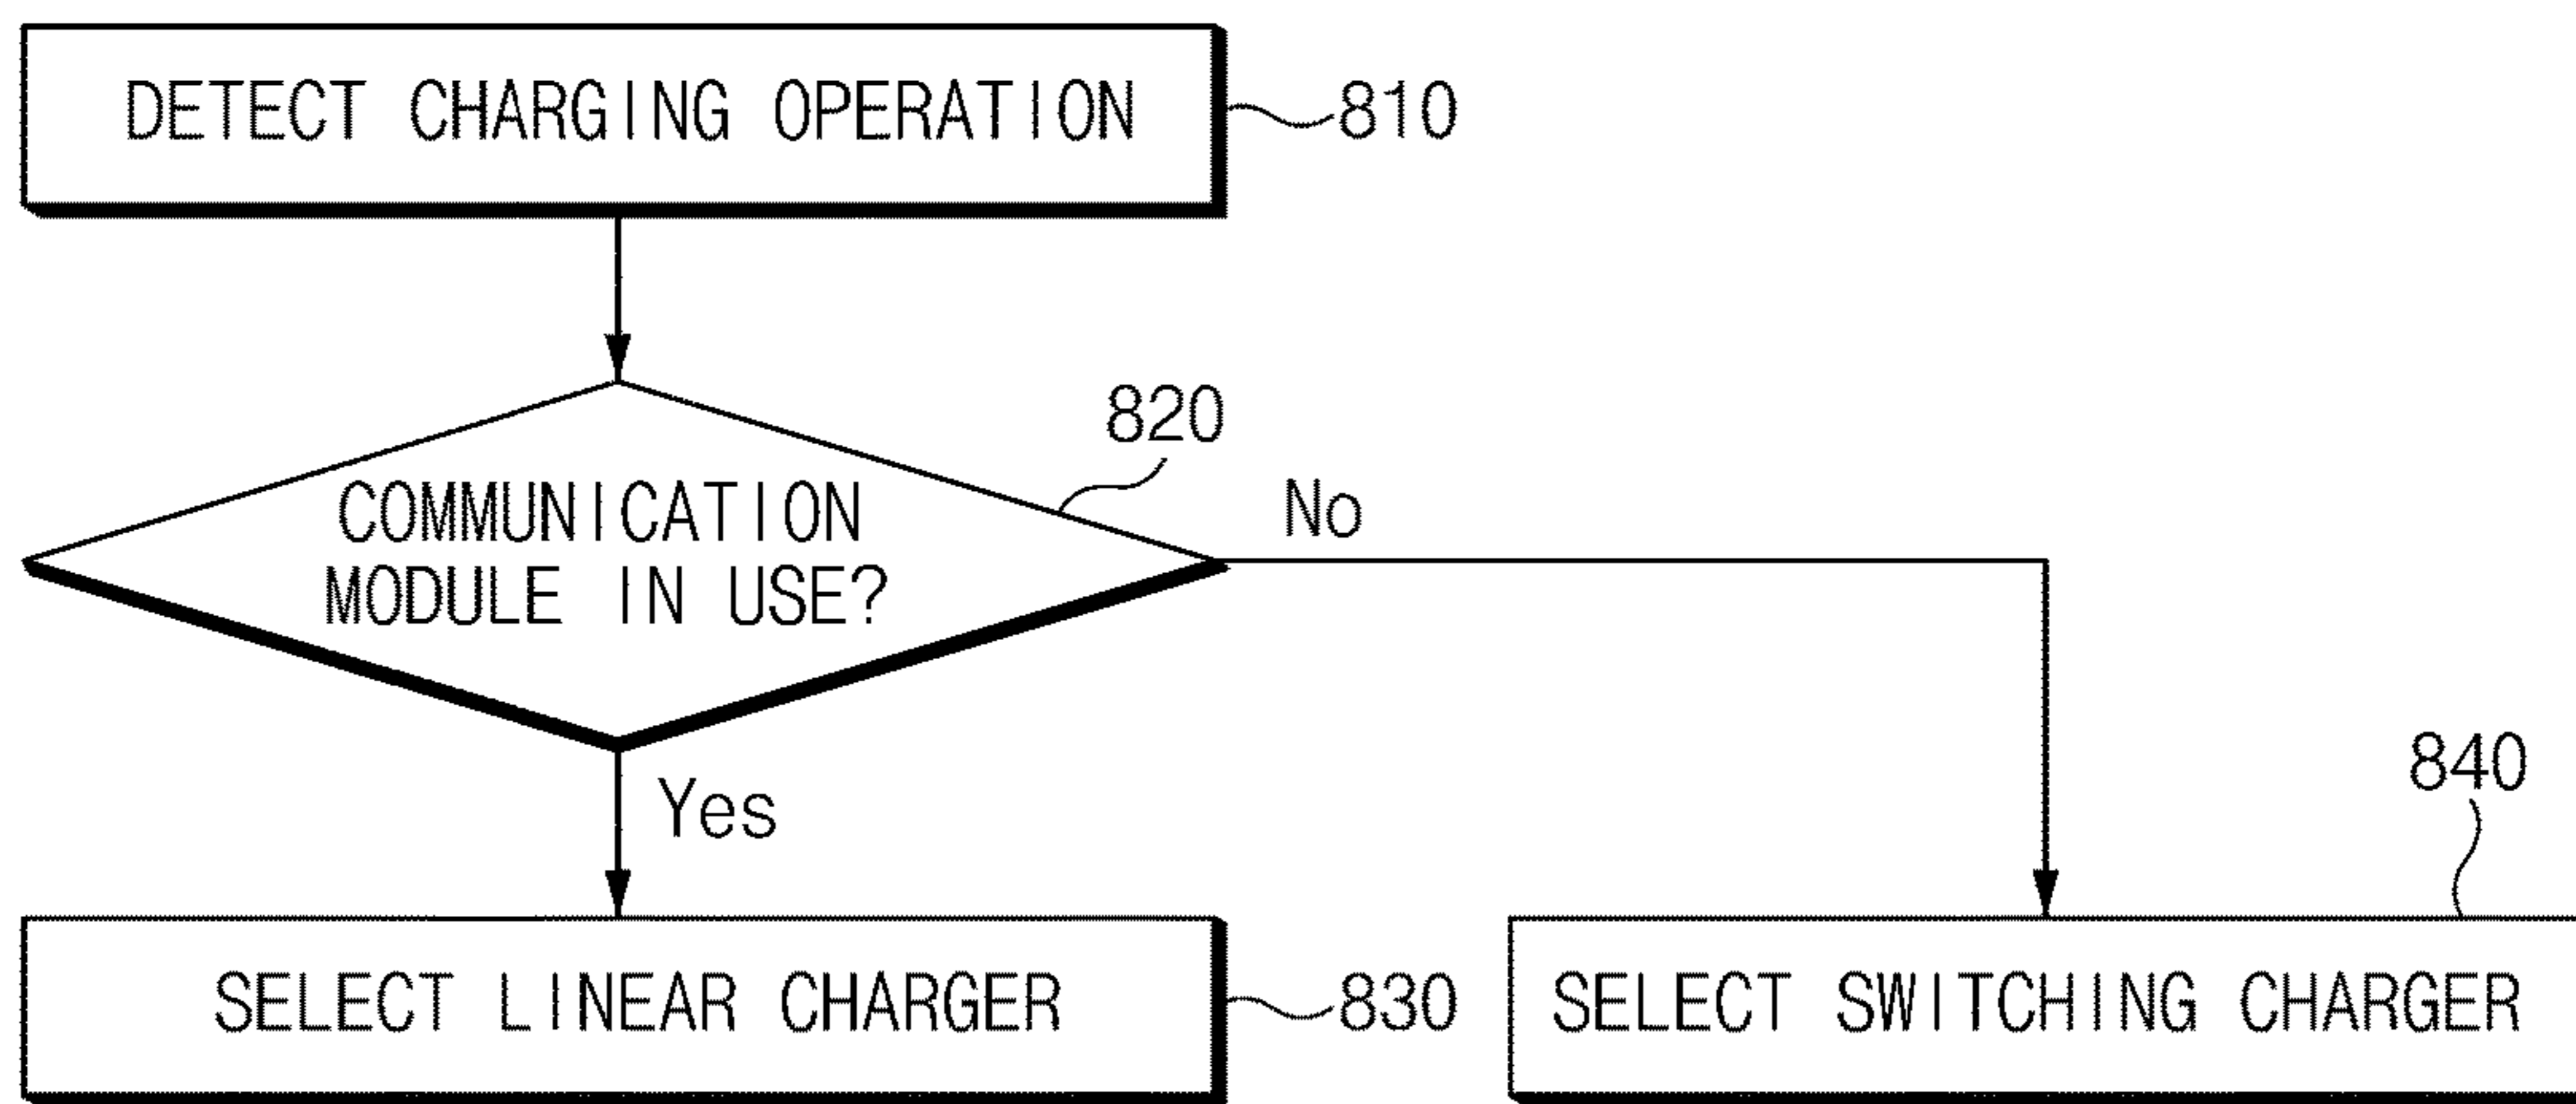 DETECT CHARGING OPERATION
810
820
COMMUNICATION
MODULE IN USE?
No
Yes
840
SELECT LINEAR CHARGER
830
SELECT SWITCHING CHARGER